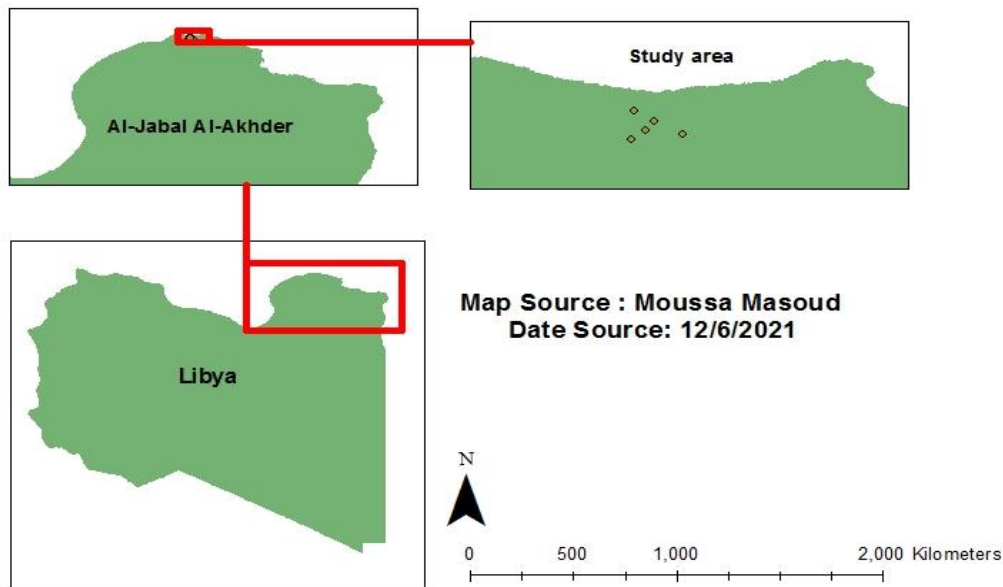 Study area
Al-Jabal Al-Akhder
Libya
Map Source : Moussa Masoud
Date Source: 12/6/2021
N
0 500 1,000 2,000 Kilometers